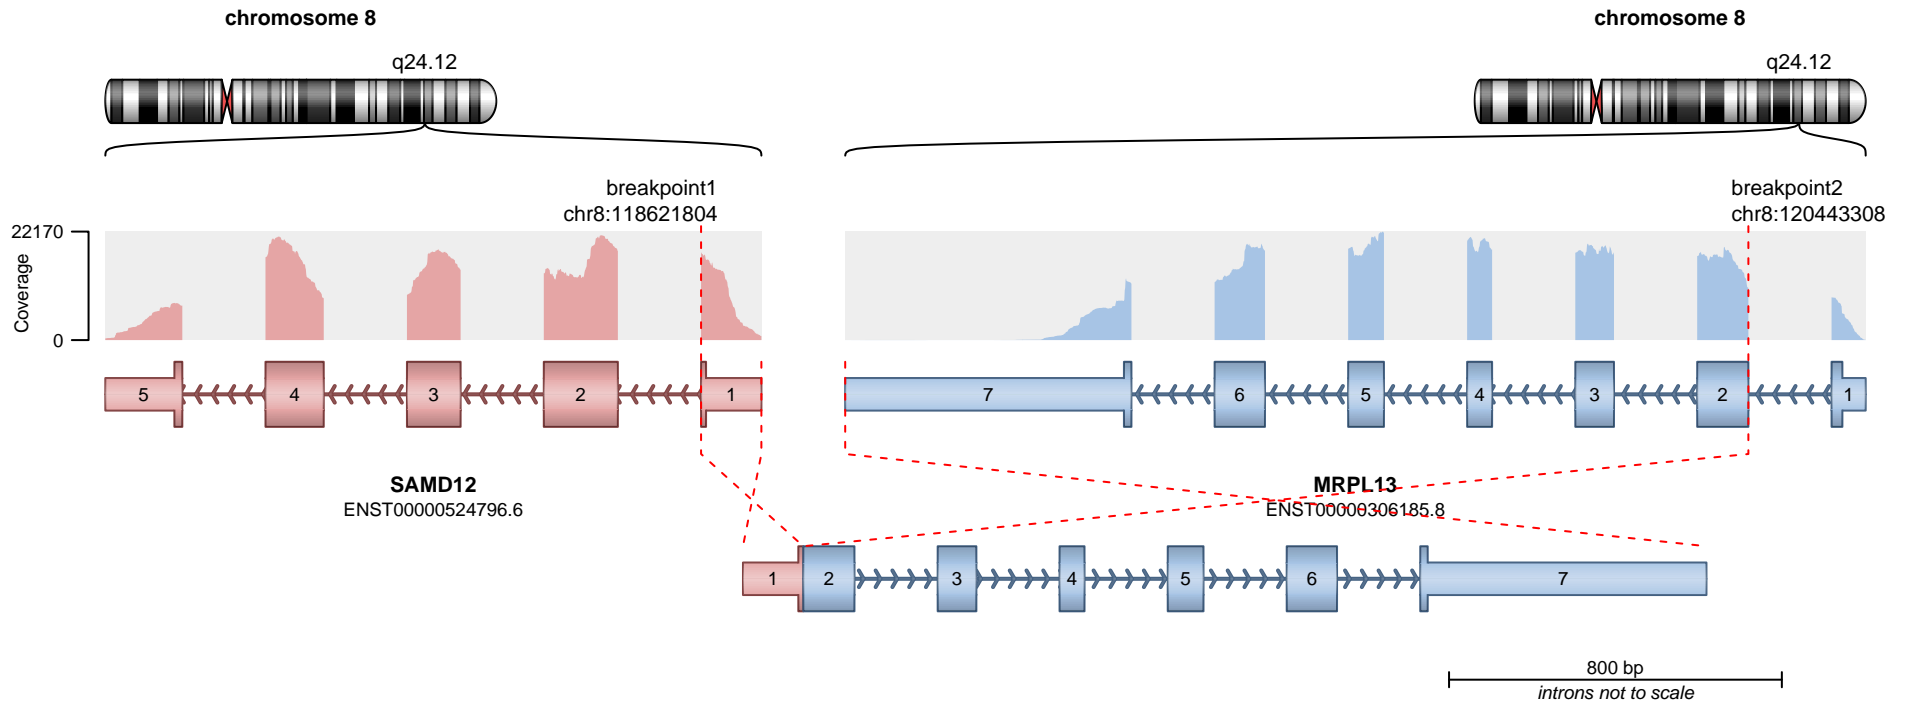 chromosome 8
chromosome 8
q24.12
q24.12
breakpoint1
chr8:118621804
breakpoint2
chr8:120443308
22170
Coverage
0
5 4 3 2 1
7 6 5 4 3 2 1
SAMD12
ENST00000524796.6
MRPL13
ENST00000306185.8
1 2 3 4 5 6 7
800 bp
introns not to scale